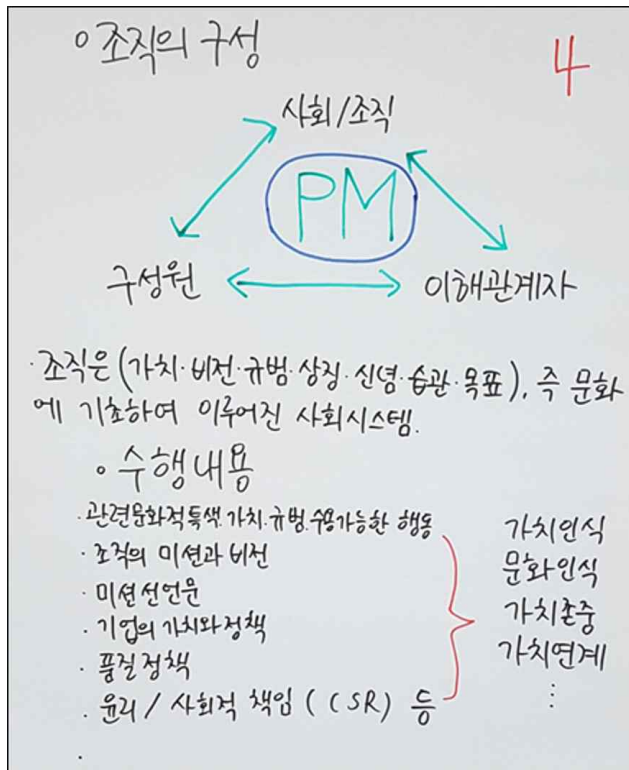 ○ 조직의 구성
4
사회/조직
PM
구성원
이해관계자
· 조직은 (가치·비전·규범·상징·신념·습관·목표), 즉 문화
에 기초하여 이루어진 사회시스템.
∘ 수행내용
· 관련문화적특색.가치.규범.수용가능한 행동
· 조직의 미션과 비전
· 미션선언문
· 기업의 가치와 정책
· 품질정책
· 윤리 / 사회적 책임 (CSR) 등
·
가치인식
문화인식
가치존중
가치연계
⋮